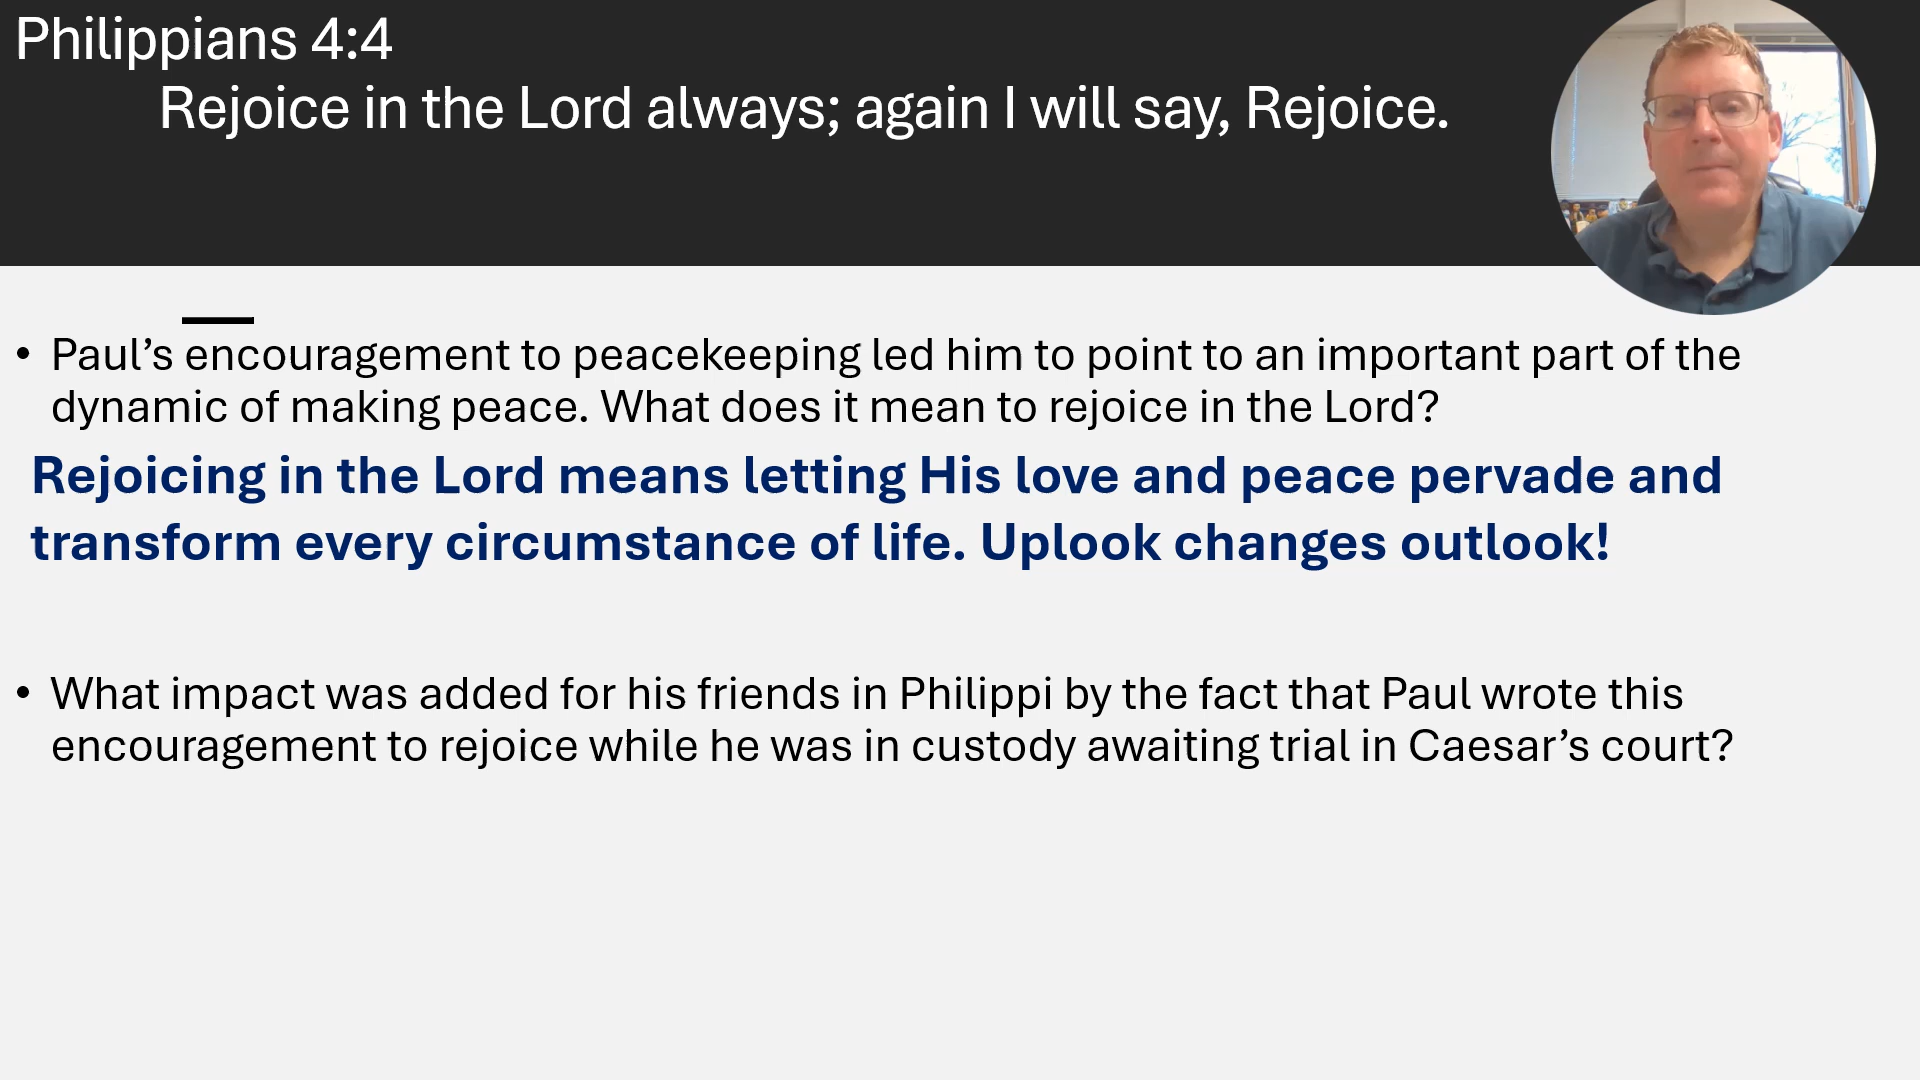 Philippians 4:4
Rejoice in the Lord always; again I will say, Rejoice.
• Paul’s encouragement to peacekeeping led him to point to an important part of the
dynamic of making peace. What does it mean to rejoice in the Lord?
Rejoicing in the Lord means letting His love and peace pervade and
transform every circumstance of life. Uplook changes outlook!
• What impact was added for his friends in Philippi by the fact that Paul wrote this
encouragement to rejoice while he was in custody awaiting trial in Caesar’s court?